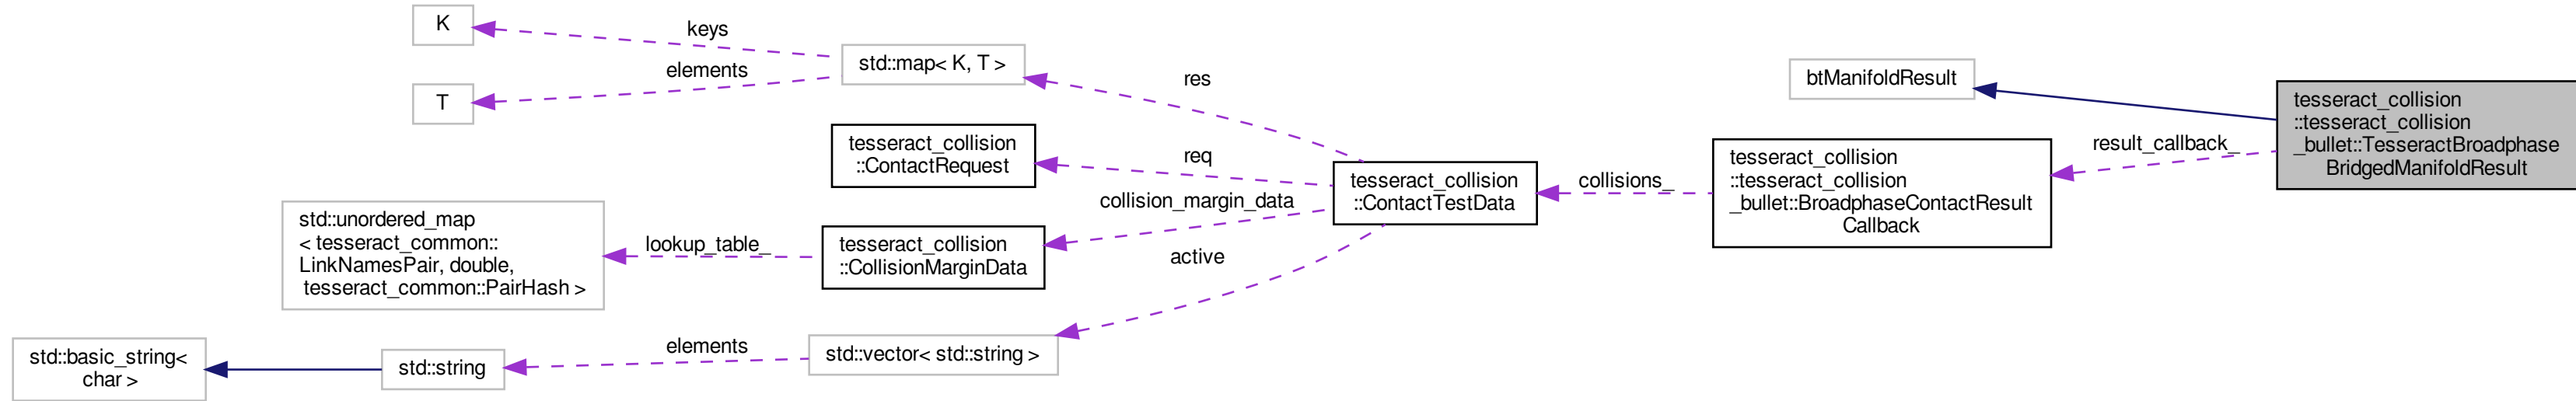 K
keys
std::map< K, T >
elements
T
res
btManifoldResult
tesseract_collision
::tesseract_collision
_bullet::TesseractBroadphase
BridgedManifoldResult
result_callback_
tesseract_collision
::ContactRequest
req
tesseract_collision
::ContactTestData
collisions_
tesseract_collision
::tesseract_collision
_bullet::BroadphaseContactResult
Callback
std::unordered_map
< tesseract_common::
LinkNamesPair, double,
tesseract_common::PairHash >
lookup_table_
tesseract_collision
::CollisionMarginData
collision_margin_data
active
std::basic_string<
char >
std::string
elements
std::vector< std::string >